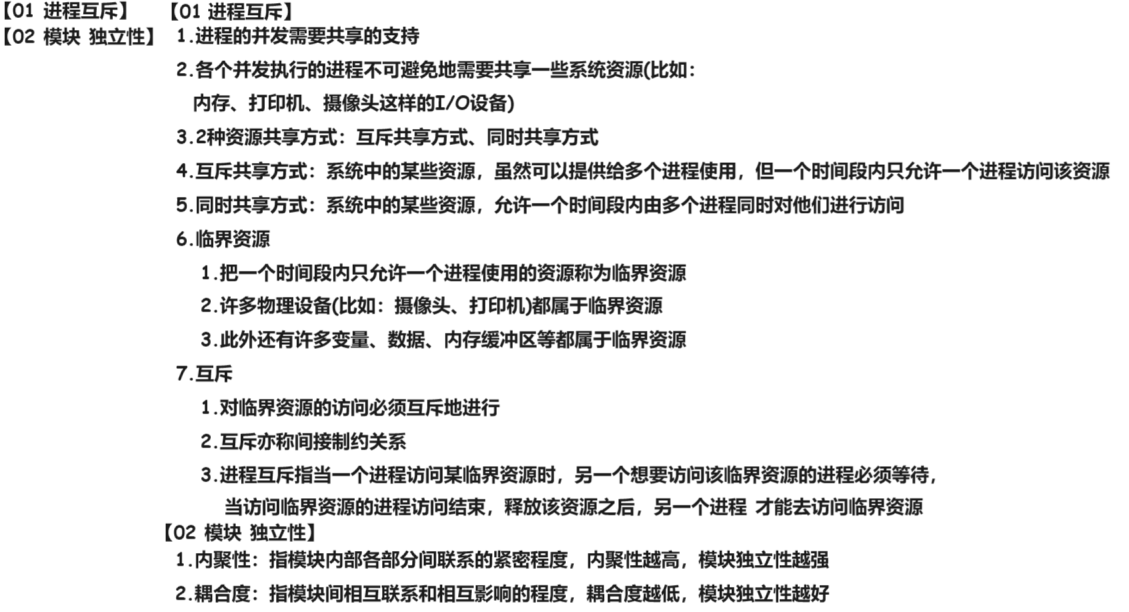 【01 进程互斥】
【02 模块 独立性】
【01 进程互斥】
1.进程的并发需要共享的支持
2.各个并发执行的进程不可避免地需要共享一些系统资源(比如:
内存、打印机、摄像头这样的I/O设备)
3.2种资源共享方式：互斥共享方式、同时共享方式
4.互斥共享方式：系统中的某些资源，虽然可以提供给多个进程使用，但一个时间段内只允许一个进程访问该资源
5.同时共享方式：系统中的某些资源，允许一个时间段内由多个进程同时对他们进行访问
6.临界资源
1.把一个时间段内只允许一个进程使用的资源称为临界资源
2.许多物理设备(比如：摄像头、打印机)都属于临界资源
3.此外还有许多变量、数据、内存缓冲区等都属于临界资源
7.互斥
1.对临界资源的访问必须互斥地进行
2.互斥亦称间接制约关系
3.进程互斥指当一个进程访问某临界资源时，另一个想要访问该临界资源的进程必须等待，
当访问临界资源的进程访问结束，释放该资源之后，另一个进程 才能去访问临界资源
【02 模块 独立性】
1.内聚性：指模块内部各部分间联系的紧密程度，内聚性越高，模块独立性越强
2.耦合度：指模块间相互联系和相互影响的程度，耦合度越低，模块独立性越好